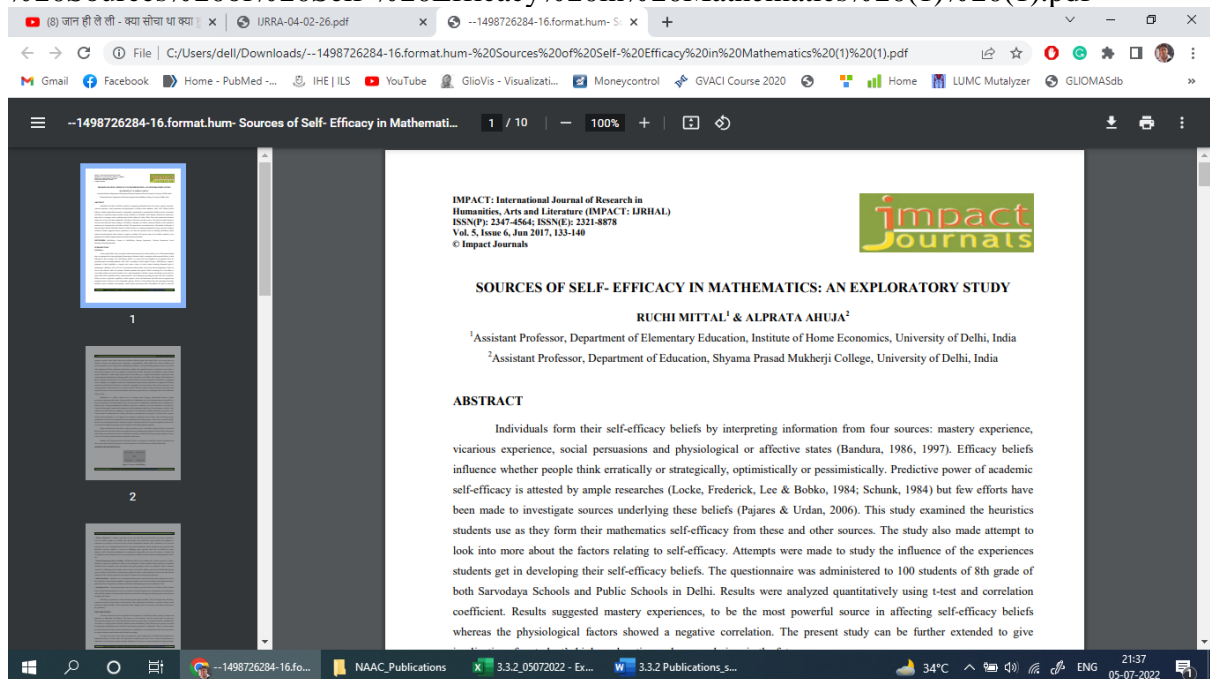 %20Sources%20of%20Self-%20Efficacy%20in%20Mathematics%20(1)%20(1).pdf
(8) जान ही ले ली - क्या सोचा था क्या
IJRRA-04-02-26.pdf
--1498726284-16.format.hum- S
File | C:/Users/dell/Downloads/--1498726284-16.format.hum-%20Sources%20of%20Self-%20Efficacy%20in%20Mathematics%20(1)%20(1).pdf
Gmail Facebook Home - PubMed -... IHE | ILS YouTube GlioVis - Visualizati... Moneycontrol GVACI Course 2020 Home LUMC Mutalyzer GLIOMASdb »
--1498726284-16.format.hum- Sources of Self- Efficacy in Mathemati... 1 / 10 100%
1
2
IMPACT: International Journal of Research in
Humanities, Arts and Literature (IMPACT: IJRHAL)
ISSN(P): 2347-4564; ISSN(E): 2321-8878
Vol. 5, Issue 6, Jun 2017, 133-140
© Impact Journals
impact
Journals
SOURCES OF SELF- EFFICACY IN MATHEMATICS: AN EXPLORATORY STUDY
RUCHI MITTAL1 & ALPRATA AHUJA2
1Assistant Professor, Department of Elementary Education, Institute of Home Economics, University of Delhi, India
2Assistant Professor, Department of Education, Shyama Prasad Mukherji College, University of Delhi, India
ABSTRACT
Individuals form their self-efficacy beliefs by interpreting information from four sources: mastery experience,
vicarious experience, social persuasions and physiological or affective states (Bandura, 1986, 1997). Efficacy beliefs
influence whether people think erratically or strategically, optimistically or pessimistically. Predictive power of academic
self-efficacy is attested by ample researches (Locke, Frederick, Lee & Bobko, 1984; Schunk, 1984) but few efforts have
been made to investigate sources underlying these beliefs (Pajares & Urdan, 2006). This study examined the heuristics
students use as they form their mathematics self-efficacy from these and other sources. The study also made attempt to
look into more about the factors relating to self-efficacy. Attempts were made to study the influence of the experiences
students get in developing their self-efficacy beliefs. The questionnaire was administered to 100 students of 8th grade of
both Sarvodaya Schools and Public Schools in Delhi. Results were analyzed quantitatively using t-test and correlation
coefficient. Results suggested mastery experiences, to be the most powerful source in affecting self-efficacy beliefs
whereas the physiological factors showed a negative correlation. The present study can be further extended to give
--1498726284-16.fo... NAAC_Publications 3.3.2_05072022 - Ex... 3.3.2 Publications_s... 34°C ENG 21:37
05-07-2022